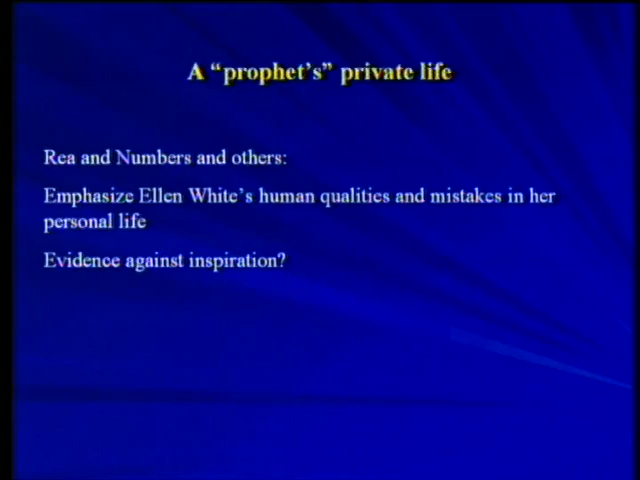 A “prophet’s” private life
Rea and Numbers and others:
Emphasize Ellen White’s human qualities and mistakes in her
personal life
Evidence against inspiration?